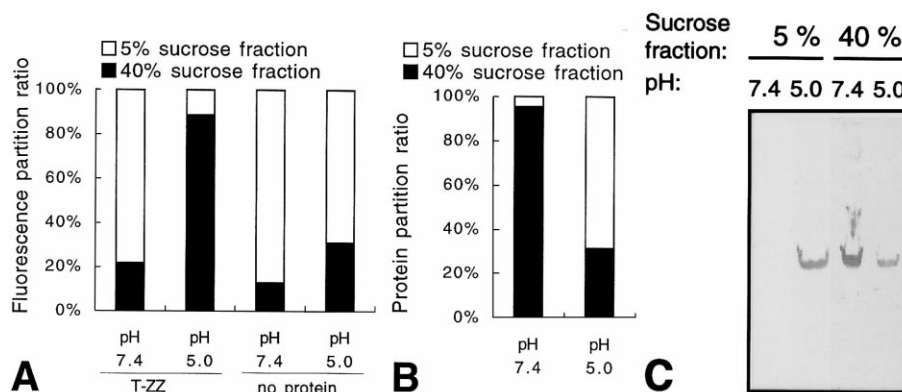 5% sucrose fraction
40% sucrose fraction
Fluorescence partition ratio
100%
80%
60%
40%
20%
0%
pH 7.4
pH 5.0
pH 7.4
pH 5.0
T-ZZ
no protein
A
5% sucrose fraction
40% sucrose fraction
Protein partition ratio
100%
80%
60%
40%
20%
0%
pH 7.4
pH 5.0
B
Sucrose fraction: 5 % 40 %
pH: 7.4 5.0 7.4 5.0
C